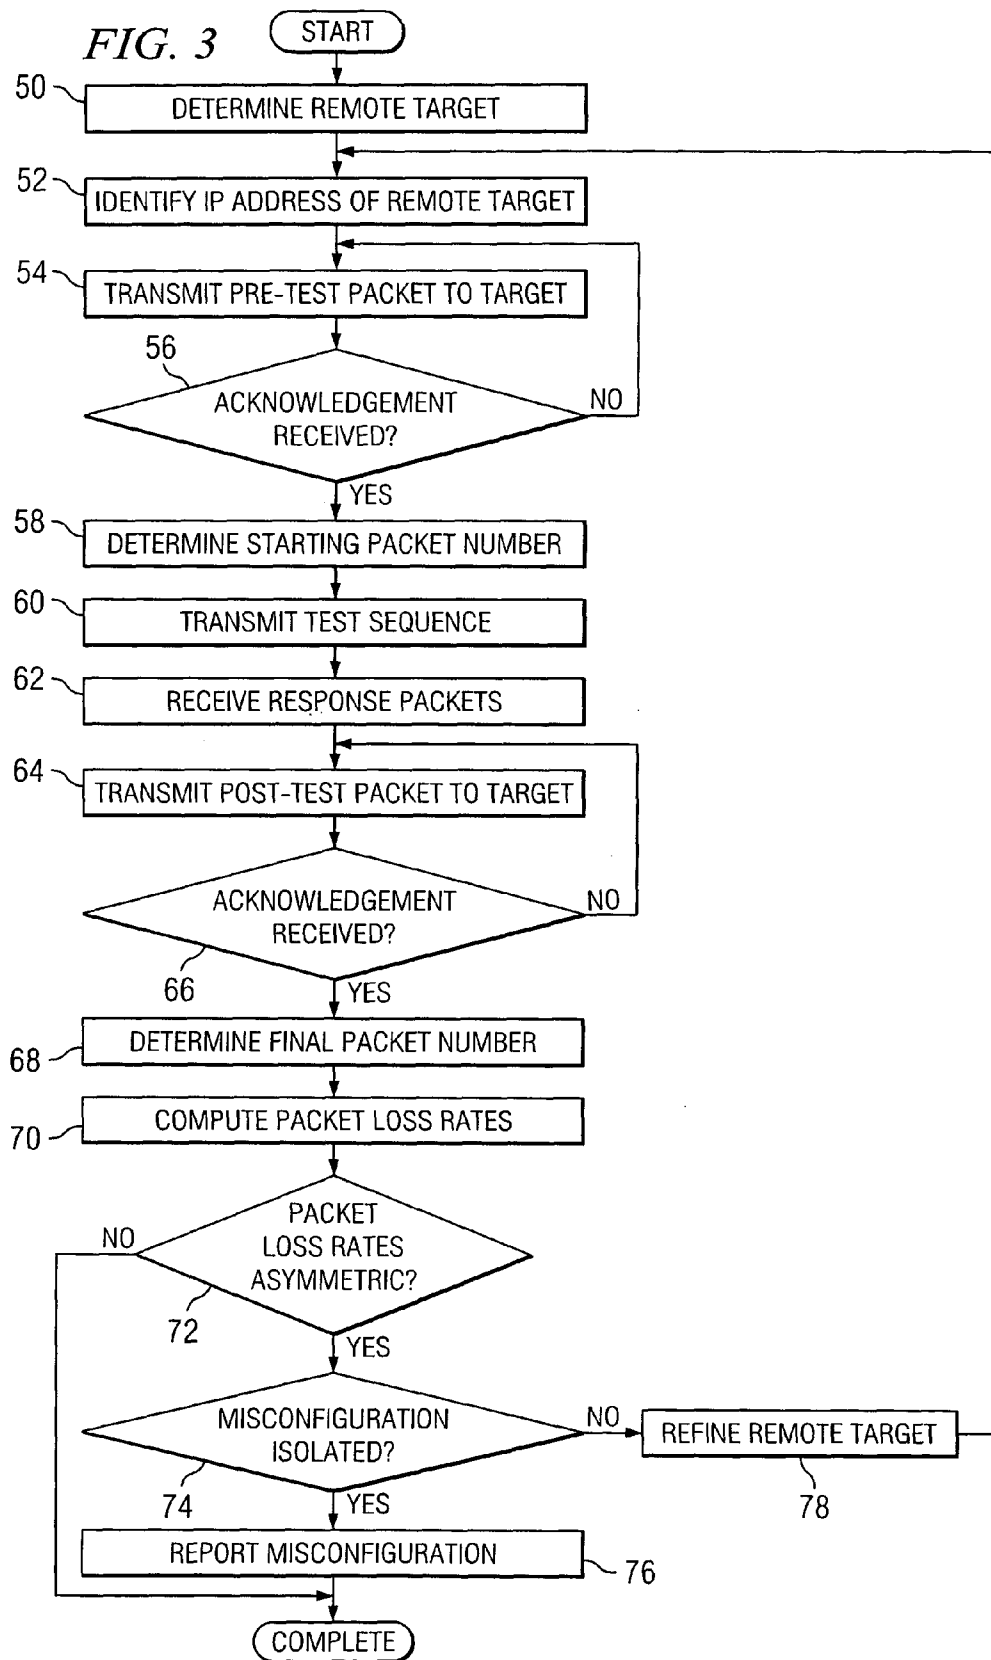 FIG. 3
START
50
DETERMINE REMOTE TARGET
52
IDENTIFY IP ADDRESS OF REMOTE TARGET
54
TRANSMIT PRE-TEST PACKET TO TARGET
56
ACKNOWLEDGEMENT
RECEIVED?
NO
YES
58
DETERMINE STARTING PACKET NUMBER
60
TRANSMIT TEST SEQUENCE
62
RECEIVE RESPONSE PACKETS
64
TRANSMIT POST-TEST PACKET TO TARGET
ACKNOWLEDGEMENT
RECEIVED?
NO
66
YES
DETERMINE FINAL PACKET NUMBER
68
COMPUTE PACKET LOSS RATES
70
PACKET
LOSS RATES
ASYMMETRIC?
NO
72
YES
MISCONFIGURATION
ISOLATED?
NO
REFINE REMOTE TARGET
74
78
YES
REPORT MISCONFIGURATION
76
COMPLETE